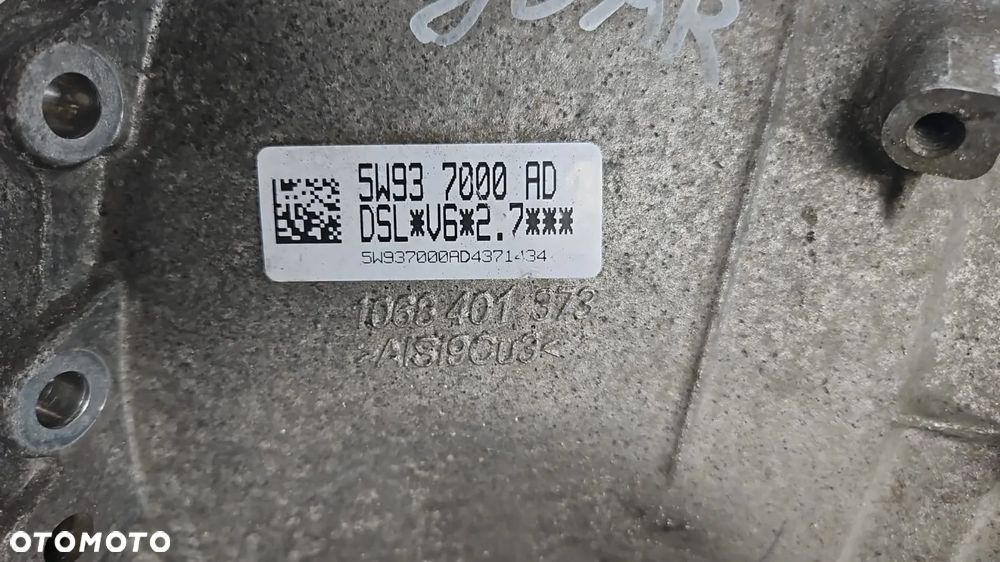 5W93 7000 AD
DSL*V6*2.7***
5W937000AD4371434
1068 401 373
>AlSi9Cu3<
OTOMOTO